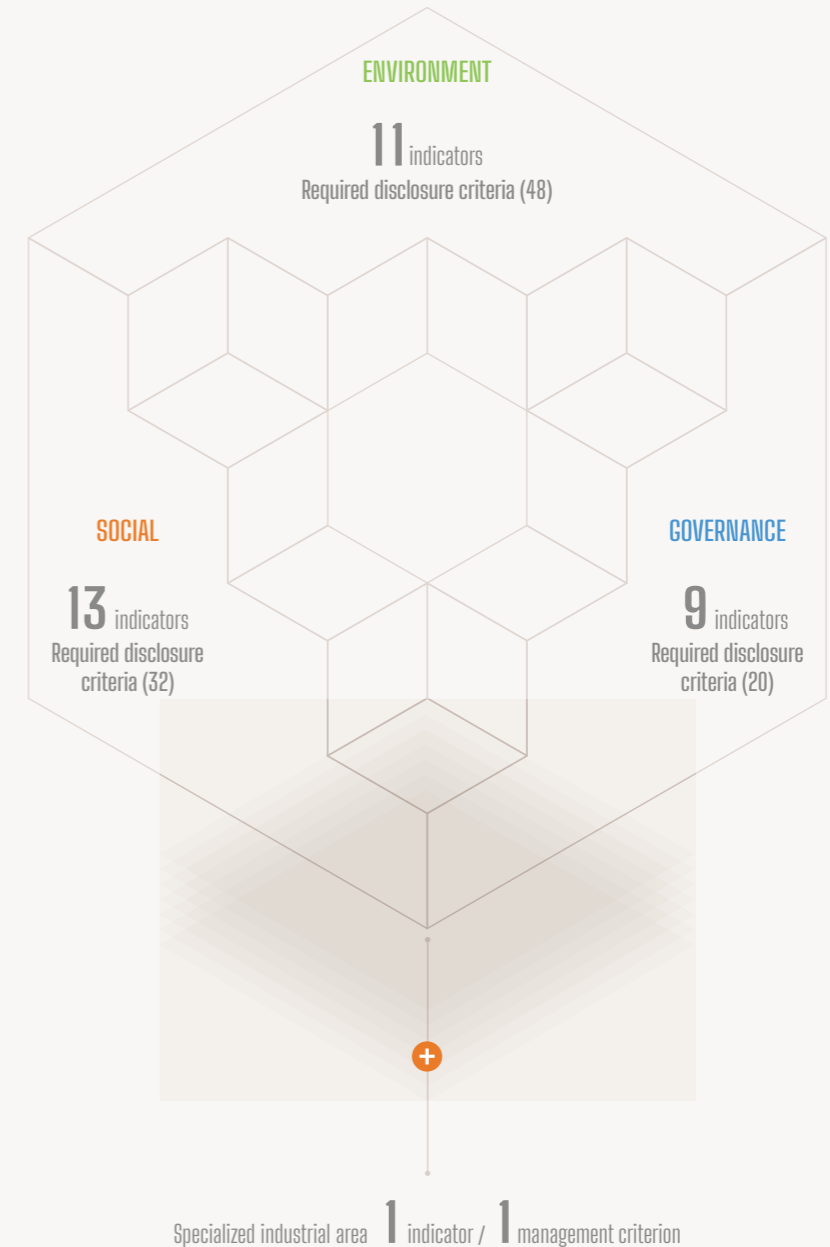 ENVIRONMENT
11 indicators
Required disclosure criteria (48)
SOCIAL
13 indicators
Required disclosure
criteria (32)
GOVERNANCE
9 indicators
Required disclosure
criteria (20)
Specialized industrial area 1 indicator / 1 management criterion